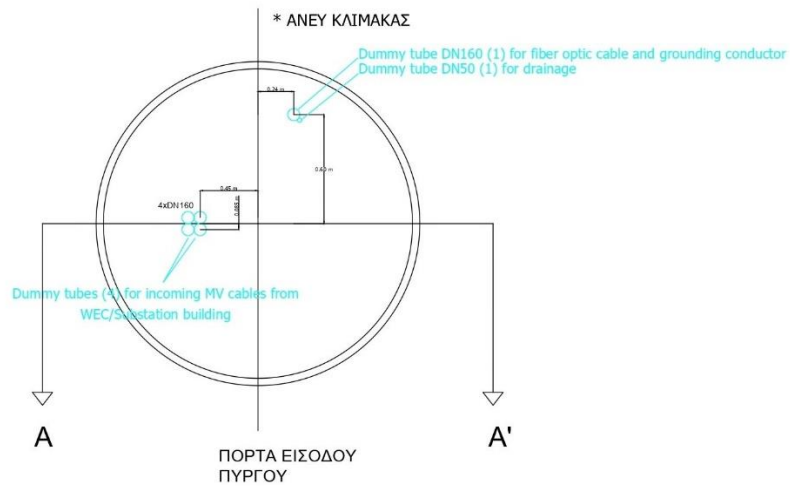 * ΑΝΕΥ ΚΛΙΜΑΚΑΣ
Dummy tube DN160 (1) for fiber optic cable and grounding conductor
Dummy tube DN50 (1) for drainage
0.24 m
0.45 m
4xDN160
Dummy tubes (4) for incoming MV cables from
WEC/Substation building
A
A'
ΠΟΡΤΑ ΕΙΣΟΔΟΥ
ΠΥΡΓΟΥ